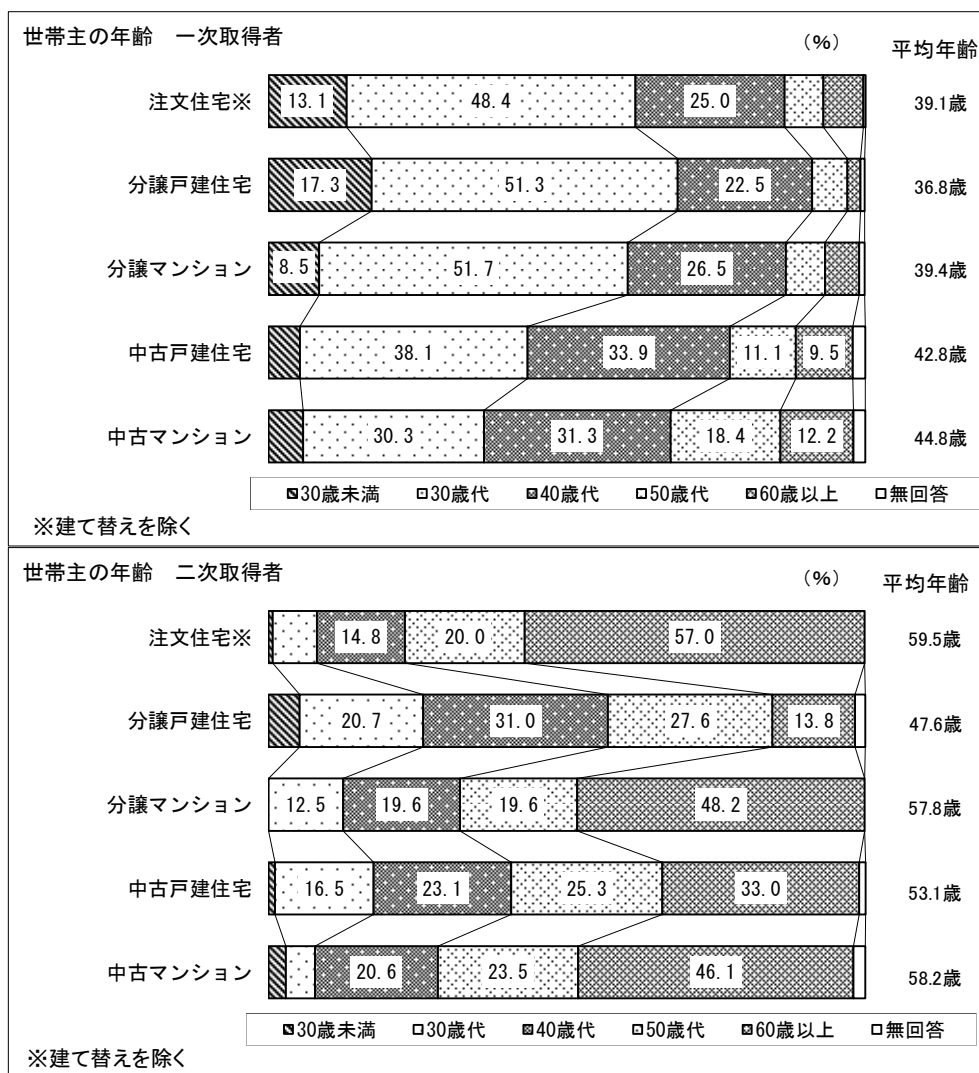 世帯主の年齢　一次取得者
（％）
平均年齢
注文住宅※ 13.1 48.4 25.0 39.1歳
分譲戸建住宅 17.3 51.3 22.5 36.8歳
分譲マンション 8.5 51.7 26.5 39.4歳
中古戸建住宅 38.1 33.9 11.1 9.5 42.8歳
中古マンション 30.3 31.3 18.4 12.2 44.8歳
30歳未満 30歳代 40歳代 50歳代 60歳以上 無回答
※建て替えを除く
世帯主の年齢　二次取得者
（％）
平均年齢
注文住宅※ 14.8 20.0 57.0 59.5歳
分譲戸建住宅 20.7 31.0 27.6 13.8 47.6歳
分譲マンション 12.5 19.6 19.6 48.2 57.8歳
中古戸建住宅 16.5 23.1 25.3 33.0 53.1歳
中古マンション 20.6 23.5 46.1 58.2歳
30歳未満 30歳代 40歳代 50歳代 60歳以上 無回答
※建て替えを除く